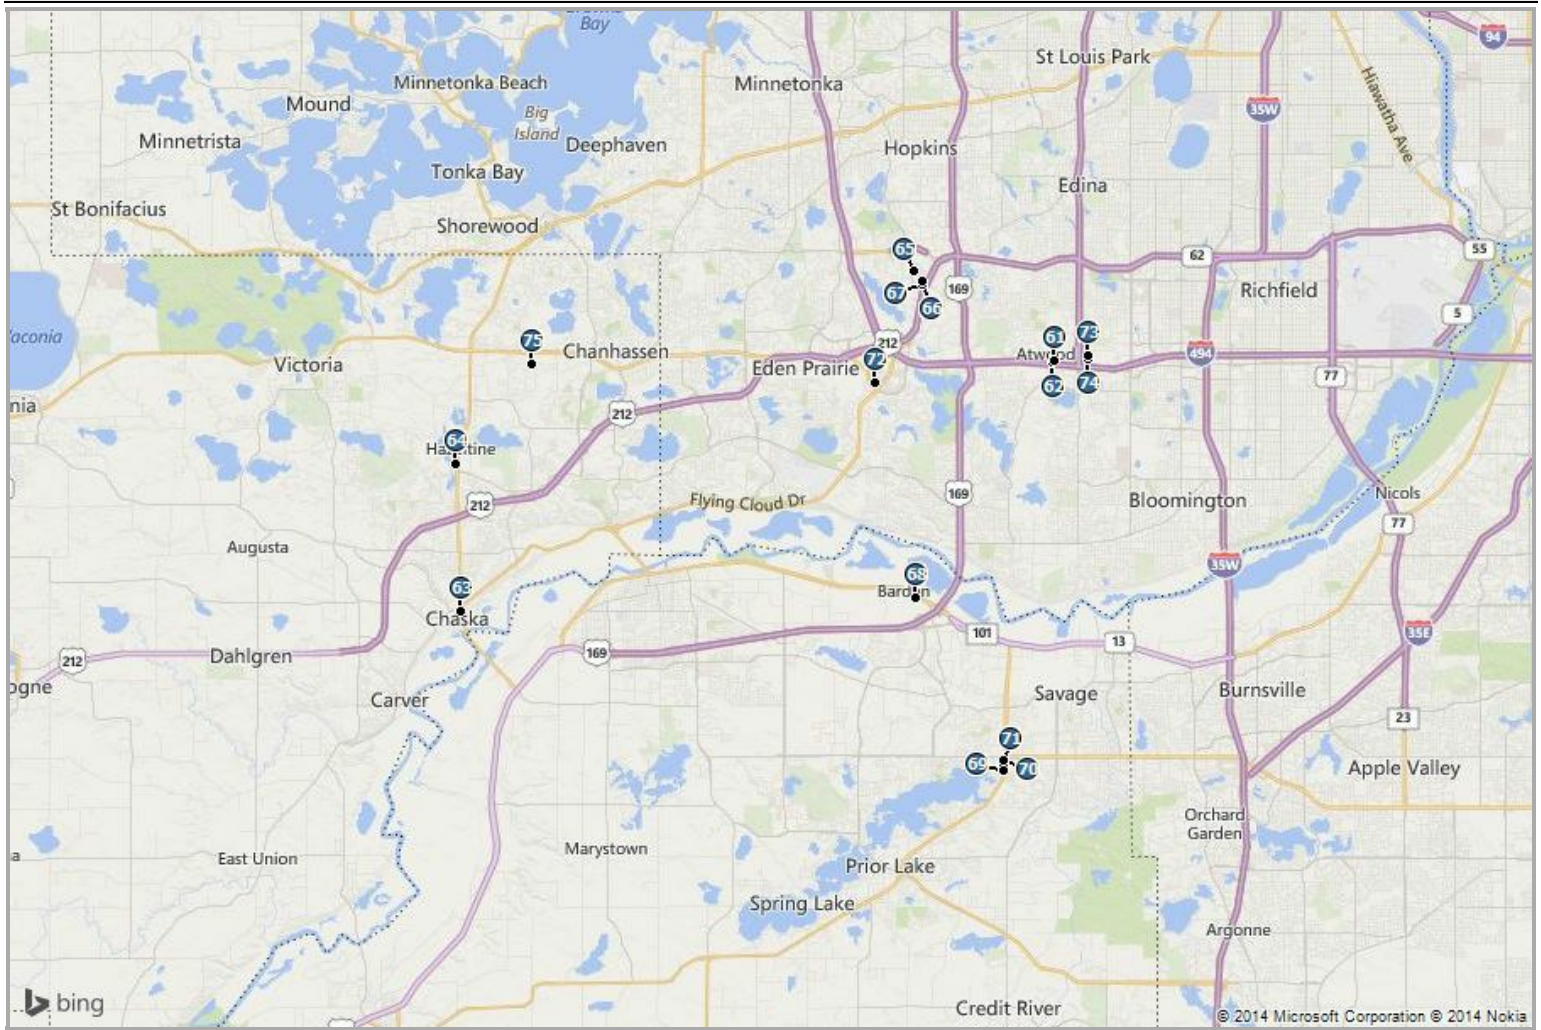 Bay
94
St Louis Park
Minnetonka Beach
Minnetonka
Mound
Big
Island
35W
Hiawatha Ave
Minnetrista
Deephaven
Hopkins
Tonka Bay
Edina
St Bonifacius
Shorewood
65
62
55
67
66
169
Richfield
5
aconia
75
212
61
73
Victoria
Chanhassen
72
Eden Prairie
Atwood
494
77
62
74
nia
212
64
212
169
Flying Cloud Dr
Bloomington
Nicols
77
Augusta
35W
63
68
Chaska
101
13
35E
212
Dahlgren
169
ogne
Carver
Savage
Burnsville
23
71
69
70
Apple Valley
Orchard
Garden
Marystown
East Union
a
Prior Lake
Spring Lake
Argonne
bing
Credit River
© 2014 Microsoft Corporation © 2014 Nokia